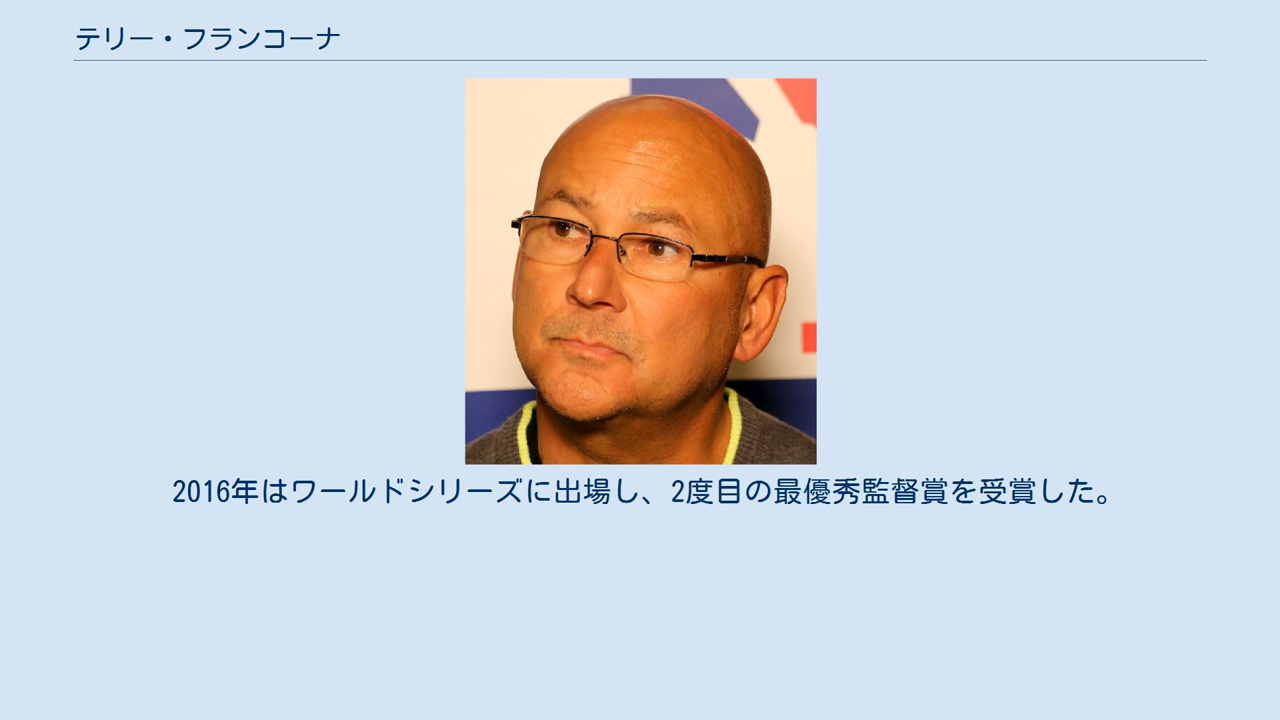 テリー・フランコーナ
2016年はワールドシリーズに出場し、2度目の最優秀監督賞を受賞した。